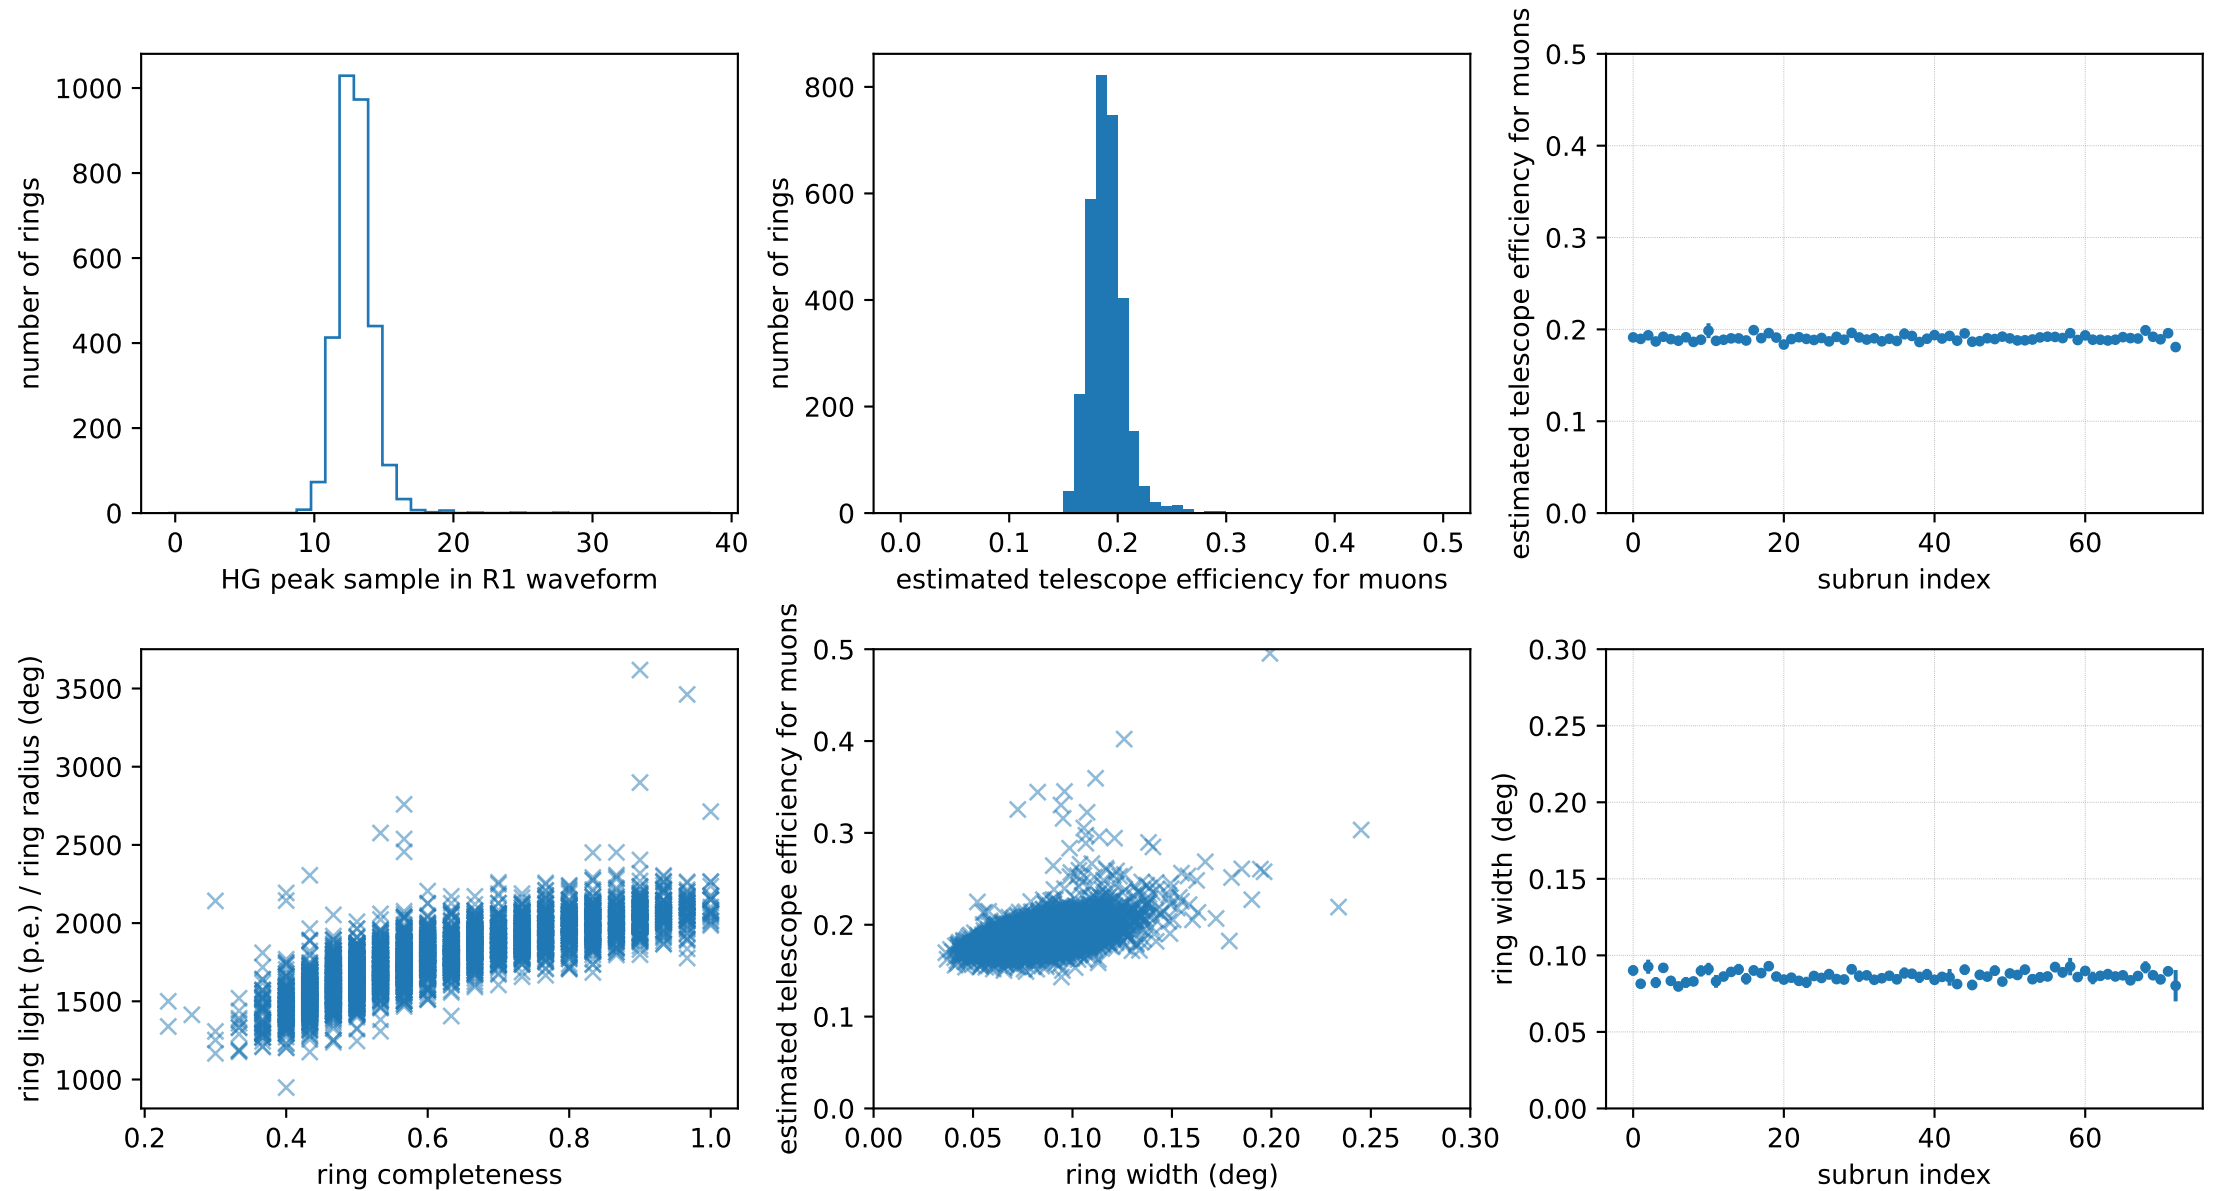 number of rings
1000
800
600
400
200
0
0 10 20 30 40
HG peak sample in R1 waveform
number of rings
800
600
400
200
0
0.0 0.1 0.2 0.3 0.4 0.5
estimated telescope efficiency for muons
estimated telescope efficiency for muons
0.5
0.4
0.3
0.2
0.1
0.0
0 20 40 60
subrun index
ring light (p.e.) / ring radius (deg)
3500
3000
2500
2000
1500
1000
0.2 0.4 0.6 0.8 1.0
ring completeness
estimated telescope efficiency for muons
0.5
0.4
0.3
0.2
0.1
0.0
0.00 0.05 0.10 0.15 0.20 0.25 0.30
ring width (deg)
ring width (deg)
0.30
0.25
0.20
0.15
0.10
0.05
0.00
0 20 40 60
subrun index